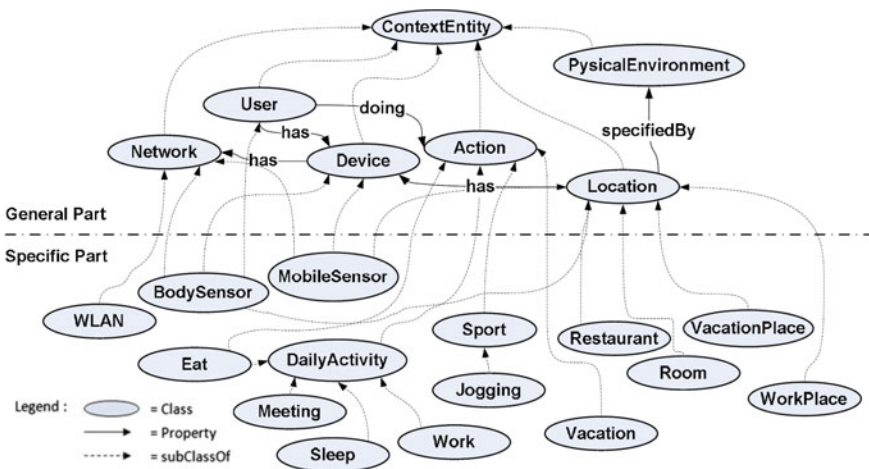 ContextEntity
PysicalEnvironment
User
doing
has
specifiedBy
Network
has
Device
Action
has
Location
General Part
Specific Part
MobileSensor
BodySensor
WLAN
Sport
Restaurant
VacationPlace
Eat
DailyActivity
Room
Jogging
WorkPlace
Legend :
= Class
Meeting
= Property
Sleep
Work
Vacation
= subClassOf